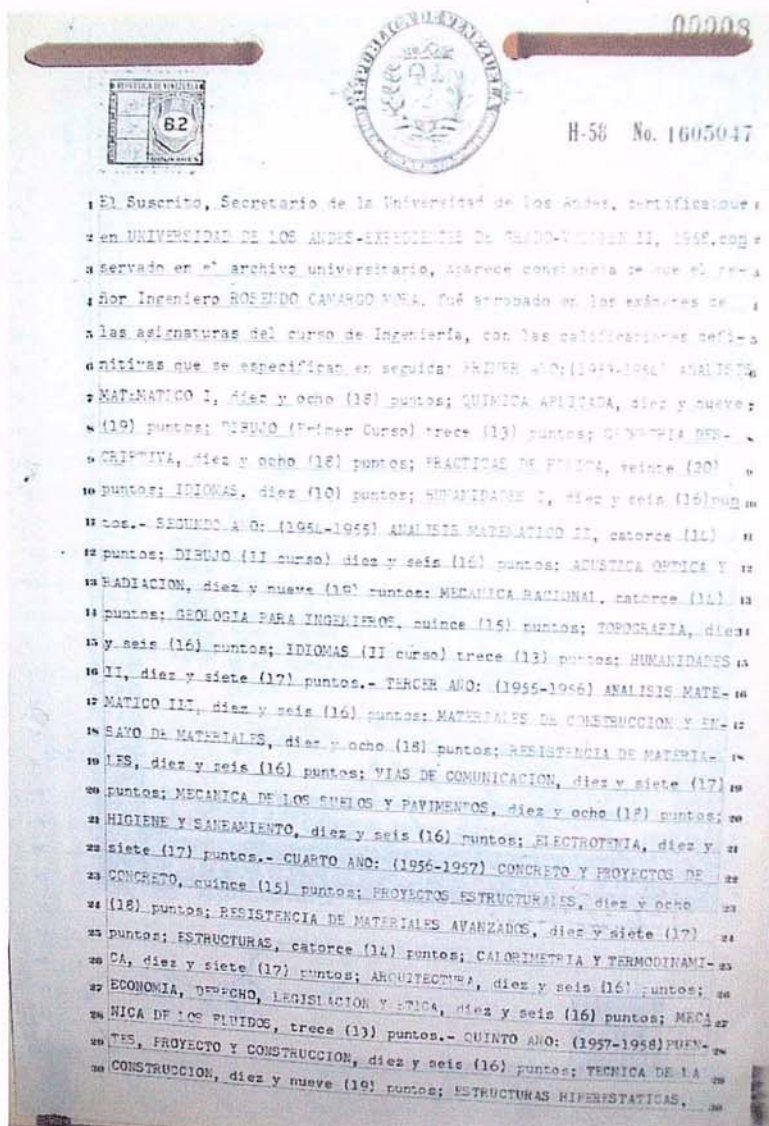 00008
REPUBLICA DE VENEZUELA
REPUBLICA DE VENEZUELA
6.2
BOLIVARES
H-58 No. 1605047
1 El Suscrito, Secretario de la Universidad de los Andes, certifica:que 1
2 en UNIVERSIDAD DE LOS ANDES-EXPEDIENTES DE GRADO-VOLUMEN II, 1958,con 2
3 servado en el archivo universitario, aparece constancia de que el se- 3
4 ñor Ingeniero ROSENDO CAMARGO MORA, fué aprobado en los exámenes de 4
5 las asignaturas del curso de Ingeniería, con las calificaciones defi- 5
6 nitivas que se especifican en seguida: PRIMER AÑO:(1953-1954) ANALISIS 6
7 MATEMATICO I, diez y ocho (18) puntos; QUIMICA APLICADA, diez y nueve 7
8 (19) puntos; DIBUJO (Primer Curso) trece (13) puntos; GEOMETRIA DES- 8
9 CRIPTIVA, diez y ocho (18) puntos; PRACTICAS DE FISICA, veinte (20) 9
10 puntos; IDIOMAS, diez (10) puntos; HUMANIDADES I, diez y seis (16)pun 10
11 tos.- SEGUNDO AÑO: (1954-1955) ANALISIS MATEMATICO II, catorce (14) 11
12 puntos; DIBUJO (II curso) diez y seis (16) puntos; ACUSTICA OPTICA Y 12
13 RADIACION, diez y nueve (19) puntos: MECANICA RACIONAL, catorce (14) 13
14 puntos; GEOLOGIA PARA INGENIEROS, quince (15) puntos; TOPOGRAFIA, diez 14
15 y seis (16) puntos; IDIOMAS (II curso) trece (13) puntos; HUMANIDADES 15
16 II, diez y siete (17) puntos.- TERCER AÑO: (1955-1956) ANALISIS MATE- 16
17 MATICO III, diez y seis (16) puntos: MATERIALES DE CONSTRUCCION Y EN- 17
18 SAYO DE MATERIALES, diez y ocho (18) puntos; RESISTENCIA DE MATERIA- 18
19 LES, diez y seis (16) puntos; VIAS DE COMUNICACION, diez y siete (17) 19
20 puntos; MECANICA DE LOS SUELOS Y PAVIMENTOS, diez y ocho (18) puntos; 20
21 HIGIENE Y SANEAMIENTO, diez y seis (16) puntos; ELECTROTENIA, diez y 21
22 siete (17) puntos.- CUARTO AÑO: (1956-1957) CONCRETO Y PROYECTOS DE 22
23 CONCRETO, quince (15) puntos; PROYECTOS ESTRUCTURALES, diez y ocho 23
24 (18) puntos; RESISTENCIA DE MATERIALES AVANZADOS, diez y siete (17) 24
25 puntos; ESTRUCTURAS, catorce (14) puntos; CALORIMETRIA Y TERMODINAMI- 25
26 CA, diez y siete (17) puntos; ARQUITECTURA, diez y seis (16) puntos; 26
27 ECONOMIA, DERECHO, LEGISLACION Y ETICA, diez y seis (16) puntos; MECA 27
28 NICA DE LOS FLUIDOS, trece (13) puntos.- QUINTO AÑO: (1957-1958)PUEN- 28
29 TES, PROYECTO Y CONSTRUCCION, diez y seis (16) puntos; TECNICA DE LA 29
30 CONSTRUCCION, diez y nueve (19) puntos; ESTRUCTURAS HIPERESTATICAS, 30